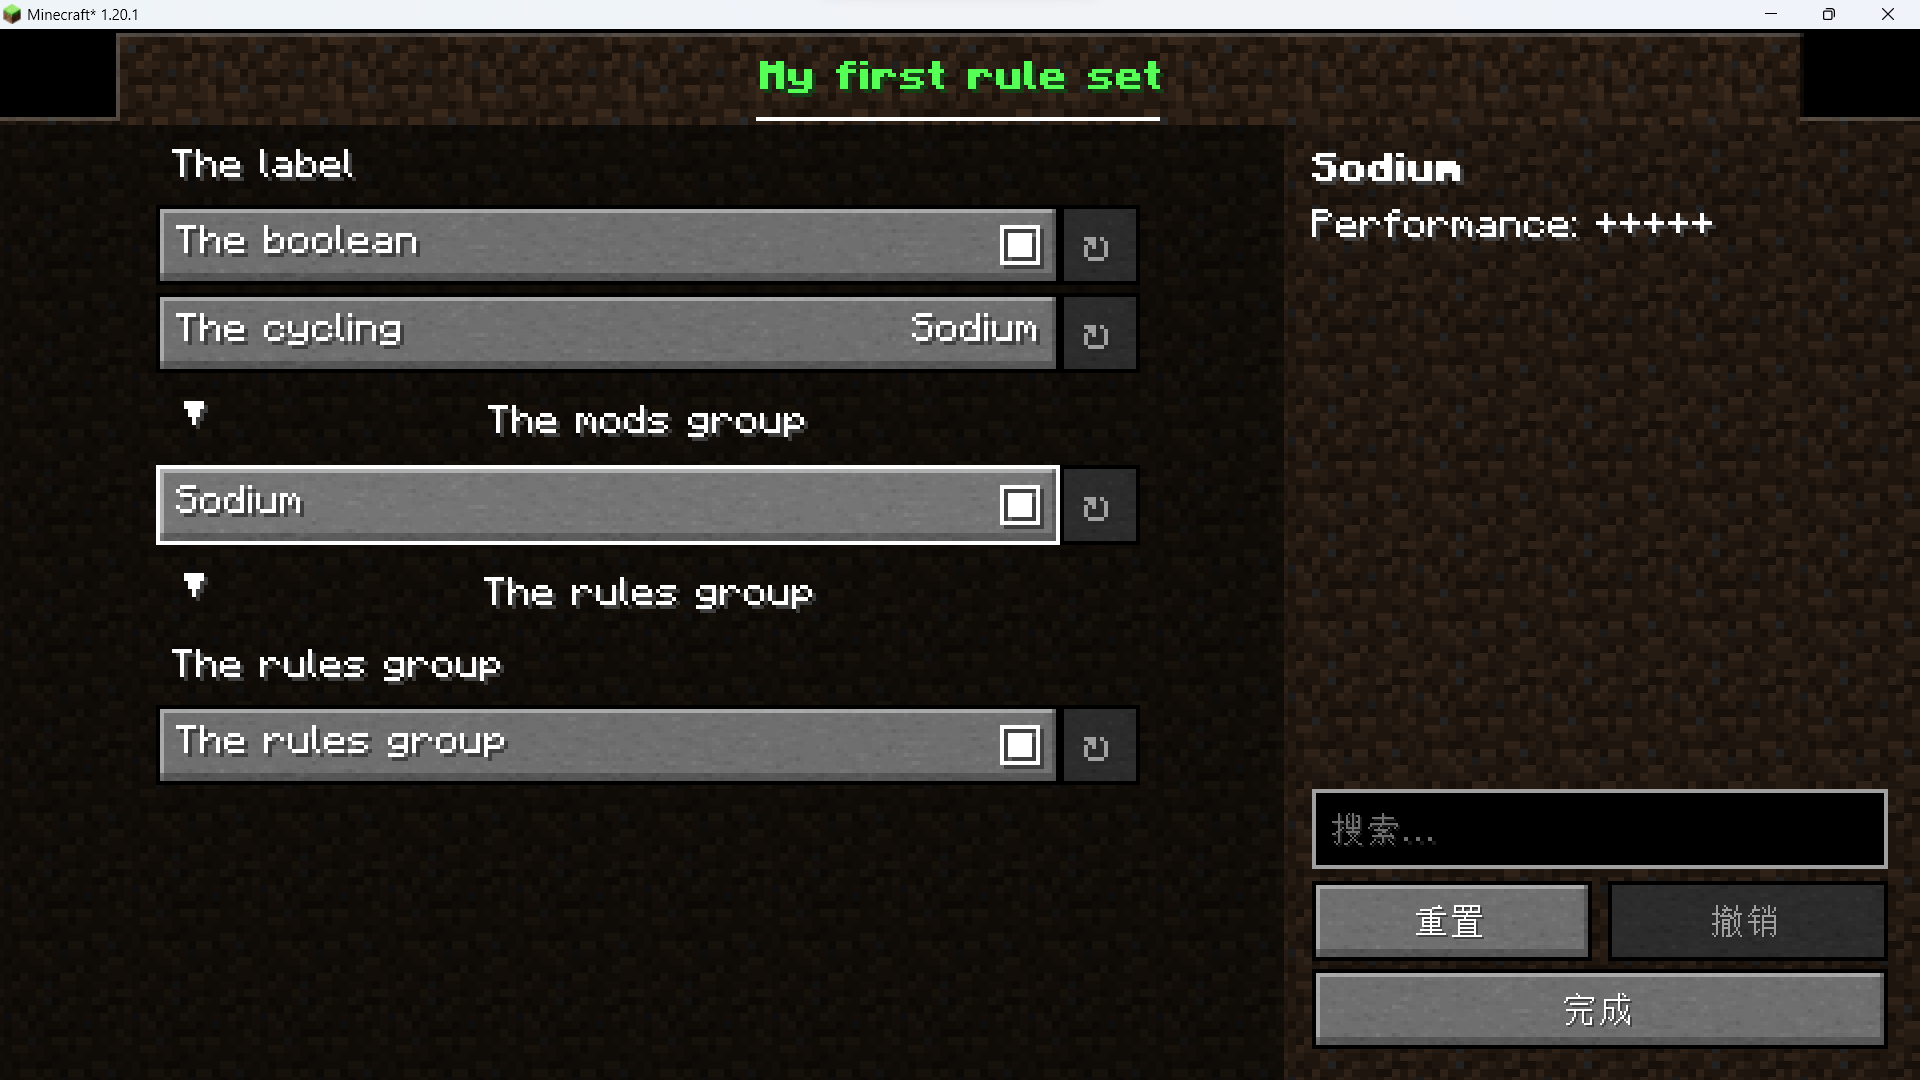 Minecraft* 1.20.1
My first rule set
The label
The boolean
The cycling Sodium
The mods group
Sodium
The rules group
The rules group
The rules group
Sodium
Performance: +++++
搜索...
重置
撤销
完成